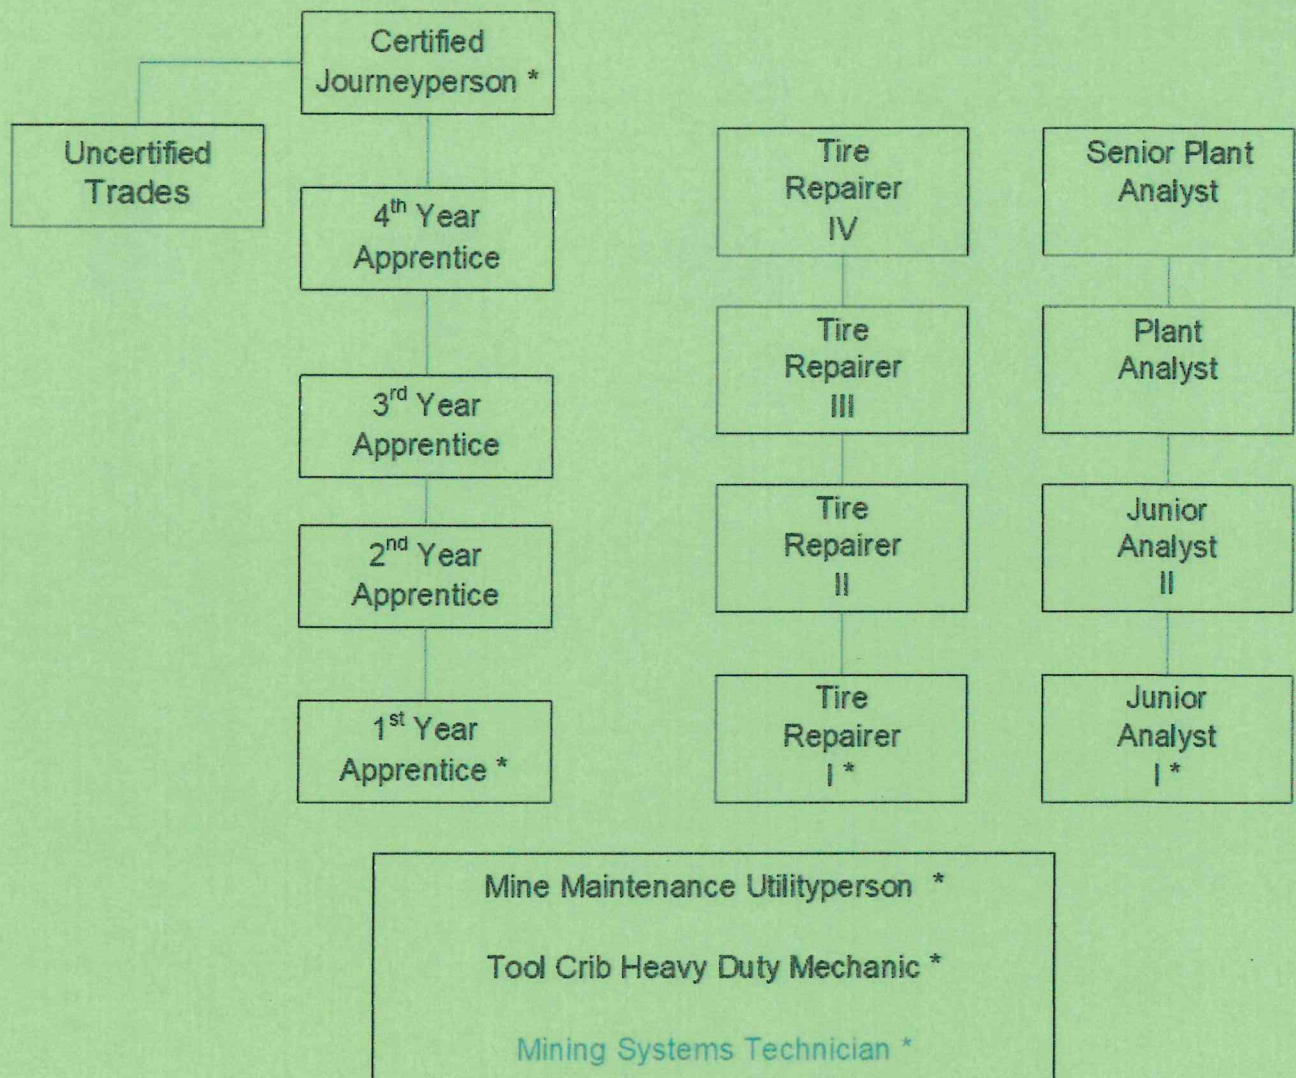 Certified
Journeyperson *
Uncertified
Trades
4th Year
Apprentice
3rd Year
Apprentice
2nd Year
Apprentice
1st Year
Apprentice *
Tire
Repairer
IV
Tire
Repairer
III
Tire
Repairer
II
Tire
Repairer
I *
Senior Plant
Analyst
Plant
Analyst
Junior
Analyst
II
Junior
Analyst
I *
Mine Maintenance Utilityperson *
Tool Crib Heavy Duty Mechanic *
Mining Systems Technician *